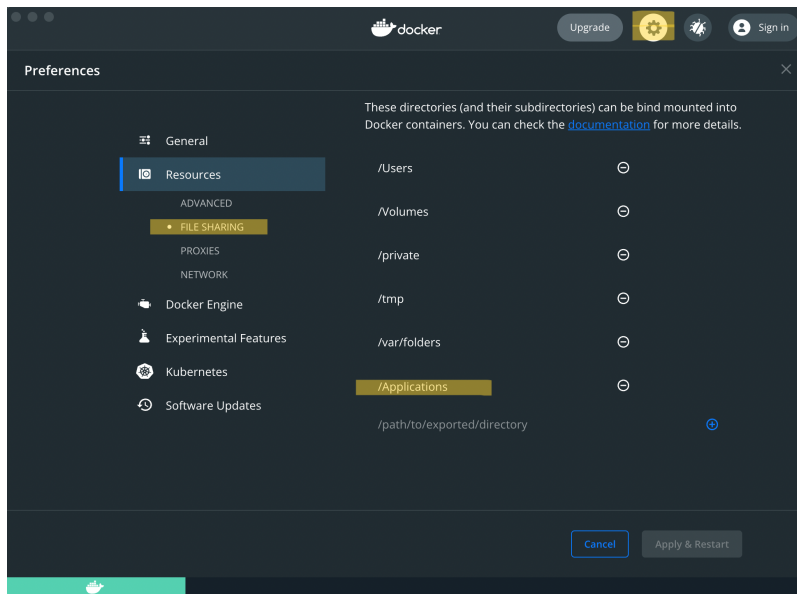 docker
Upgrade
Sign in
Preferences
These directories (and their subdirectories) can be bind mounted into
Docker containers. You can check the documentation for more details.
General
Resources
ADVANCED
FILE SHARING
PROXIES
NETWORK
Docker Engine
Experimental Features
Kubernetes
Software Updates
/Users
/Volumes
/private
/tmp
/var/folders
/Applications
/path/to/exported/directory
Cancel
Apply & Restart